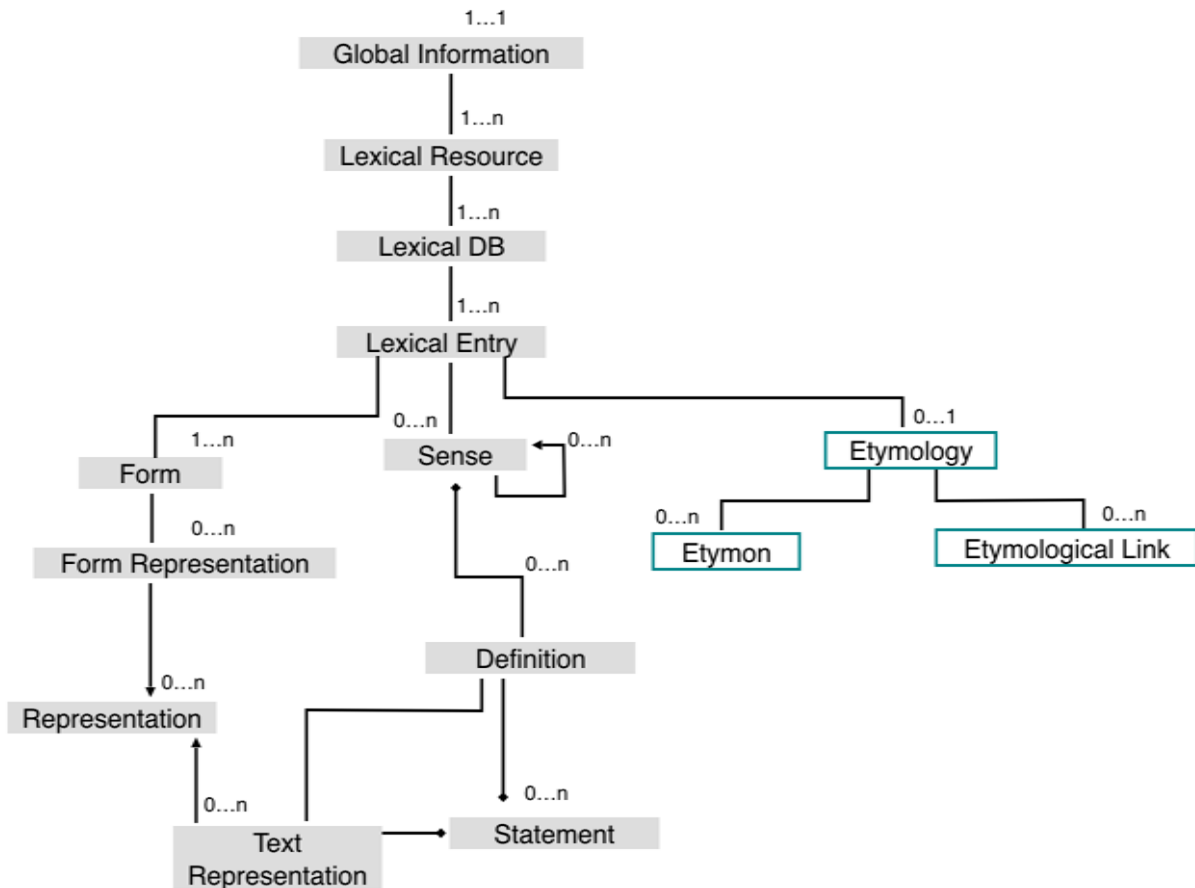 1…1
Global Information
1…n
Lexical Resource
1…n
Lexical DB
1…n
Lexical Entry
0…n
0…1
1…n
0…n
Sense
Etymology
Form
0…n
0…n
0…n
Form Representation
Etymon
Etymological Link
0…n
Definition
0…n
Representation
0…n
0…n
Text
Representation
Statement